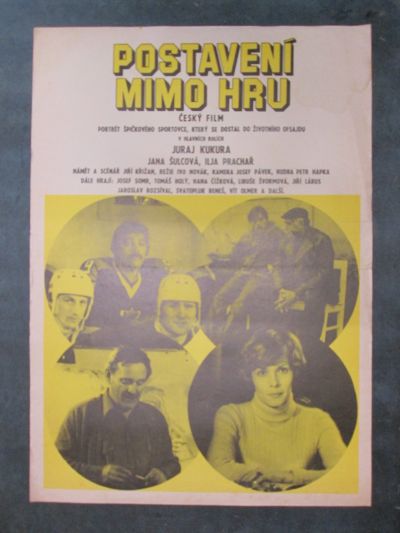 POSTAVENÍ
MIMO HRU
ČESKÝ FILM
PORTRÉT ŠPIČKOVÉHO SPORTOVCE, KTERÝ SE DOSTAL DO ŽIVOTNÍHO OFSAJDU
V HLAVNÍCH ROLÍCH
JURAJ KUKURA
JANA ŠULCOVÁ, ILJA PRACHAŘ
NÁMĚT A SCÉNÁŘ JIŘÍ KŘIŽAN, REŽIE IVO NOVÁK, KAMERA JOSEF PÁVEK, HUDBA PETR HAPKA
DÁLE HRAJÍ: JOSEF SOMR, TOMÁŠ HOLÝ, HANA ČÍŽKOVÁ, LIBUŠE ŠVORMOVÁ, JIŘÍ LÁBUS
JAROSLAV ROZSÍVAL, SVATOPLUK BENEŠ, VÍT OLMER A DALŠÍ.